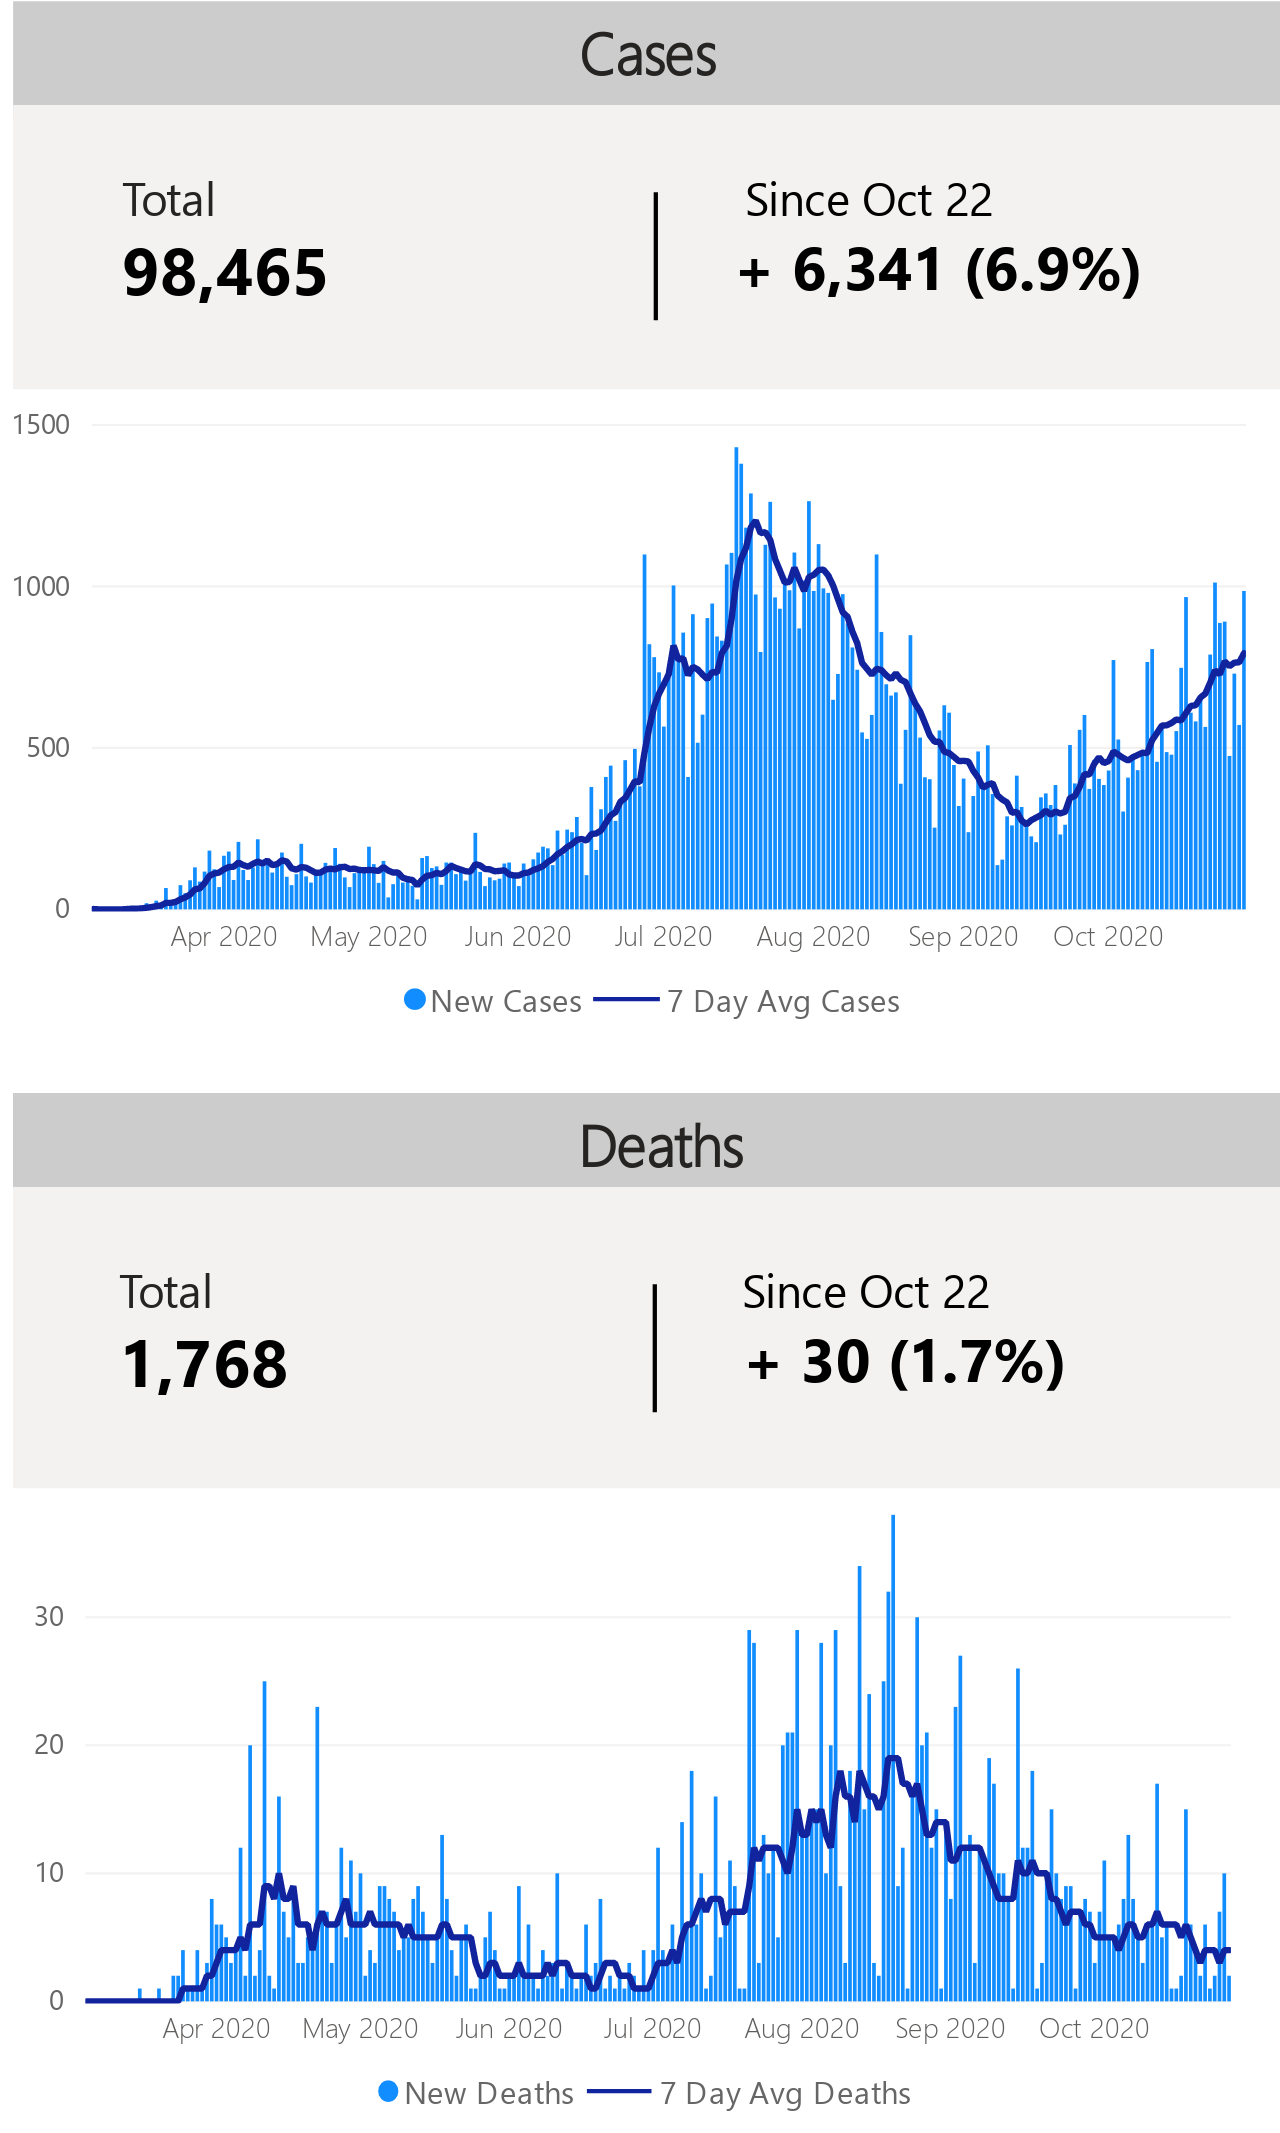 Cases
Total
Since Oct 22
98,465
+ 6,341 (6.9%)
1500
1000
500
0
Apr 2020
May 2020
Jun 2020
Jul 2020
Aug 2020
Sep 2020
Oct 2020
New Cases
7 Day Avg Cases
Deaths
Total
Since Oct 22
1,768
+ 30 (1.7%)
30
20
10
0
Apr 2020
May 2020
Jun 2020
Jul 2020
Aug 2020
Sep 2020
Oct 2020
New Deaths
7 Day Avg Deaths